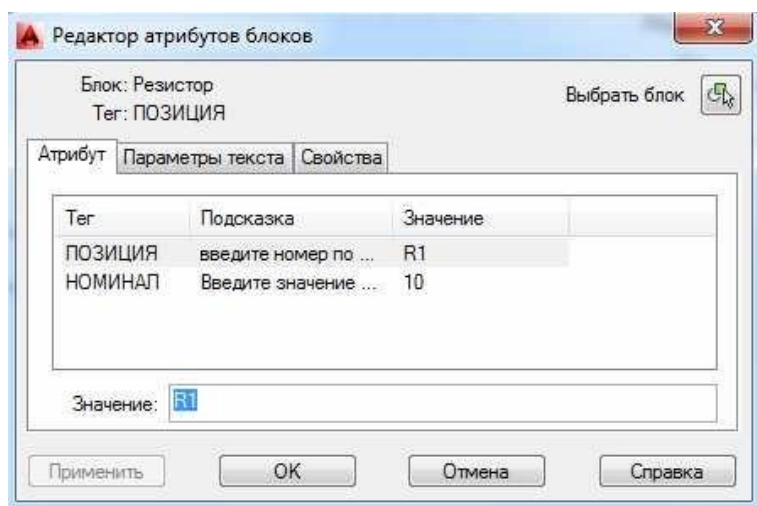 Редактор атрибутов блоков
Блок: Резистор
Выбрать блок
Тег: ПОЗИЦИЯ
Атрибут Параметры текста Свойства
Тег Подсказка Значение
ПОЗИЦИЯ введите номер по ... R1
НОМИНАЛ Введите значение ... 10
Значение: R1
Применить ОК Отмена Справка